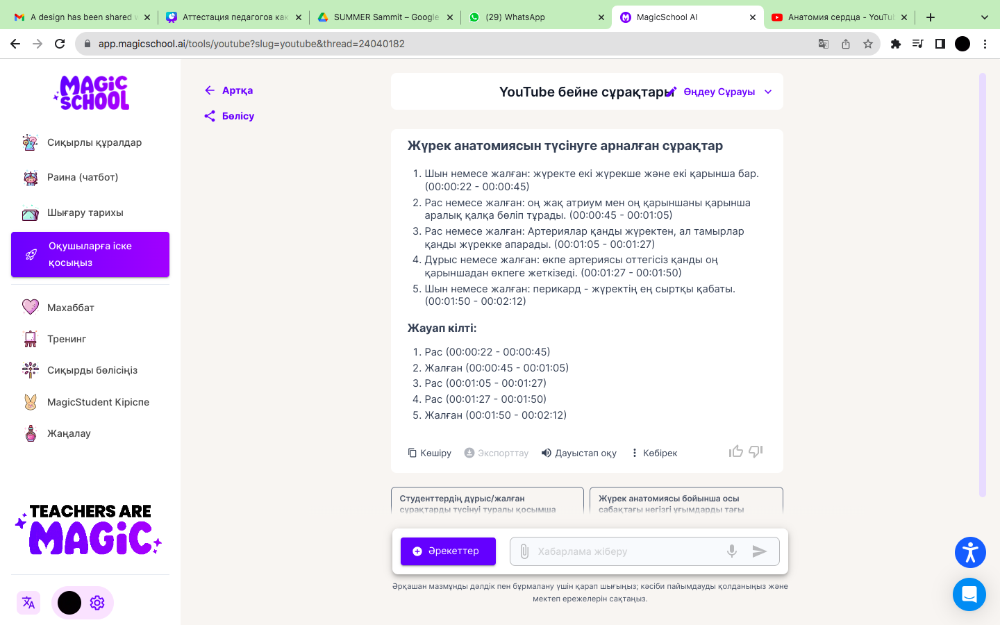 A design has been shared
Аттестация педагогов как
SUMMER Sammit – Google
(29) WhatsApp
MagicSchool AI
Анатомия сердца - YouTu
app.magicschool.ai/tools/youtube?slug=youtube&thread=24040182
MAGIC SCHOOL
Сиқырлы құралдар
Раина (чатбот)
Шығару тарихы
Оқушыларға іске
қосыңыз
Махаббат
Тренинг
Сиқырды бөлісіңіз
MagicStudent Кіріспе
Жаңалау
TEACHERS ARE
MAGIC
Артқа
Бөлісу
YouTube бейне сұрақтары
Өңдеу Сұрауы
Жүрек анатомиясын түсінуге арналған сұрақтар
1. Шын немесе жалған: жүректе екі жүрекше және екі қарынша бар.
(00:00:22 - 00:00:45)
2. Рас немесе жалған: оң жақ атриум мен оң қарыншаны қарынша
аралық қалқа бөліп тұрады. (00:00:45 - 00:01:05)
3. Рас немесе жалған: Артериялар қанды жүректен, ал тамырлар
қанды жүрекке апарады. (00:01:05 - 00:01:27)
4. Дұрыс немесе жалған: өкпе артериясы оттегісіз қанды оң
қарыншадан өкпеге жеткізеді. (00:01:27 - 00:01:50)
5. Шын немесе жалған: перикард - жүректің ең сыртқы қабаты.
(00:01:50 - 00:02:12)
Жауап кілті:
1. Рас (00:00:22 - 00:00:45)
2. Жалған (00:00:45 - 00:01:05)
3. Рас (00:01:05 - 00:01:27)
4. Рас (00:01:27 - 00:01:50)
5. Жалған (00:01:50 - 00:02:12)
Көшіру
Экспорттау
Дауыстап оқу
Көбірек
Студенттердің дұрыс/жалған
сұрақтарды түсінуі туралы қосымша
Жүрек анатомиясы бойынша осы
сабақтағы негізгі ұғымдарды тағы
Әрекеттер
Хабарлама жіберу
Әрқашан мазмұнды дәлдік пен бұрмалану үшін қарап шығыңыз; кәсіби пайымдауды қолданыңыз және
мектеп ережелерін сақтаңыз.